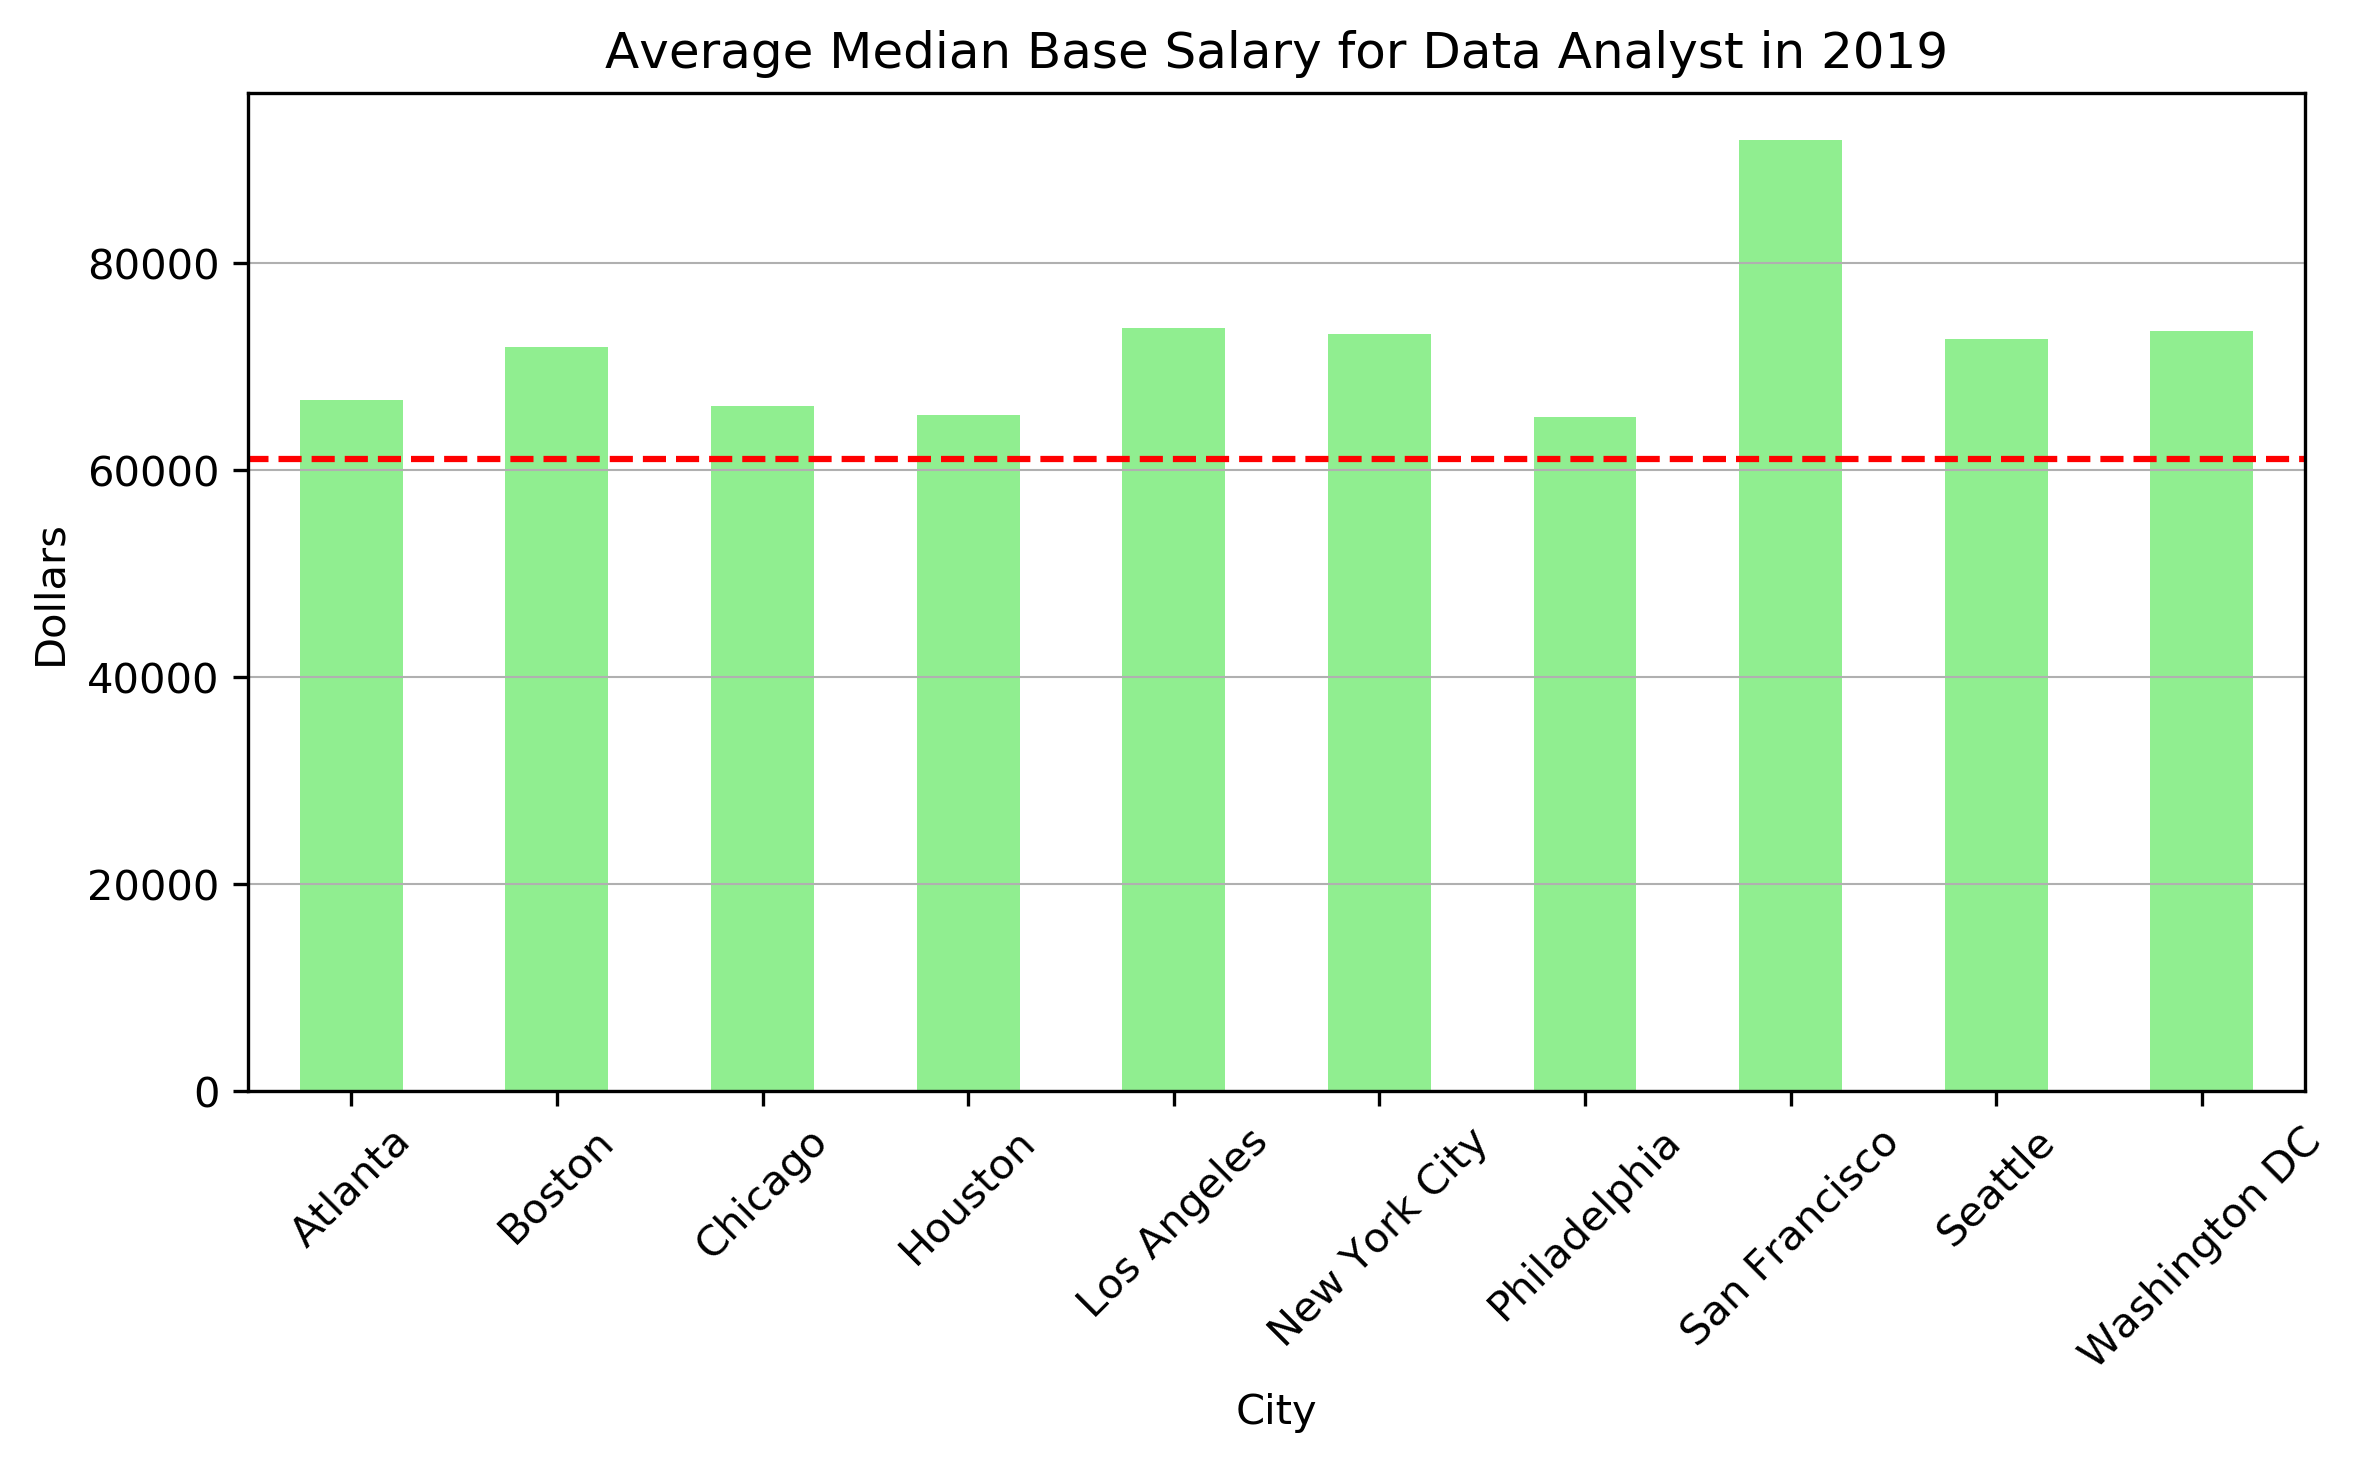 Average Median Base Salary for Data Analyst in 2019
Dollars
80000
60000
40000
20000
0
Atlanta
Boston
Chicago
Houston
Los Angeles
New York City
Philadelphia
San Francisco
Seattle
Washington DC
City